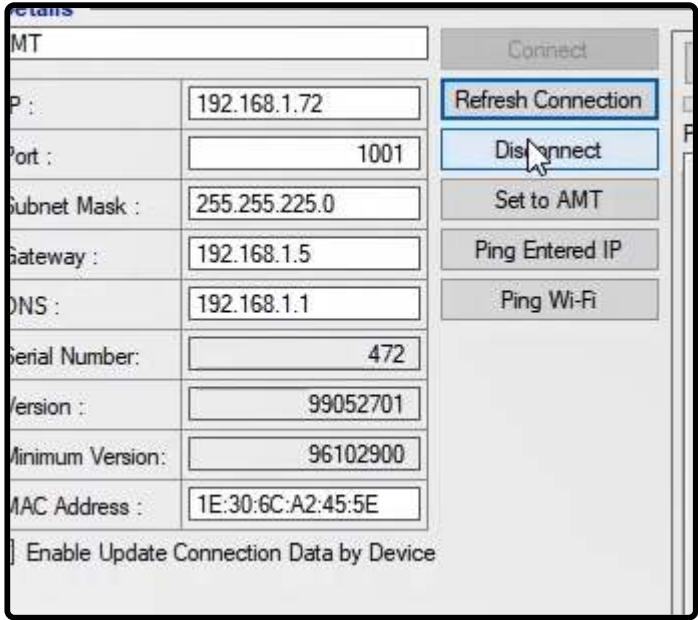 Details
MT Connect
P : 192.168.1.72 Refresh Connection
Port : 1001 Disconnect
Subnet Mask : 255.255.225.0 Set to AMT
Gateway : 192.168.1.5 Ping Entered IP
DNS : 192.168.1.1 Ping Wi-Fi
Serial Number: 472
Version : 99052701
Minimum Version: 96102900
MAC Address : 1E:30:6C:A2:45:5E
Enable Update Connection Data by Device